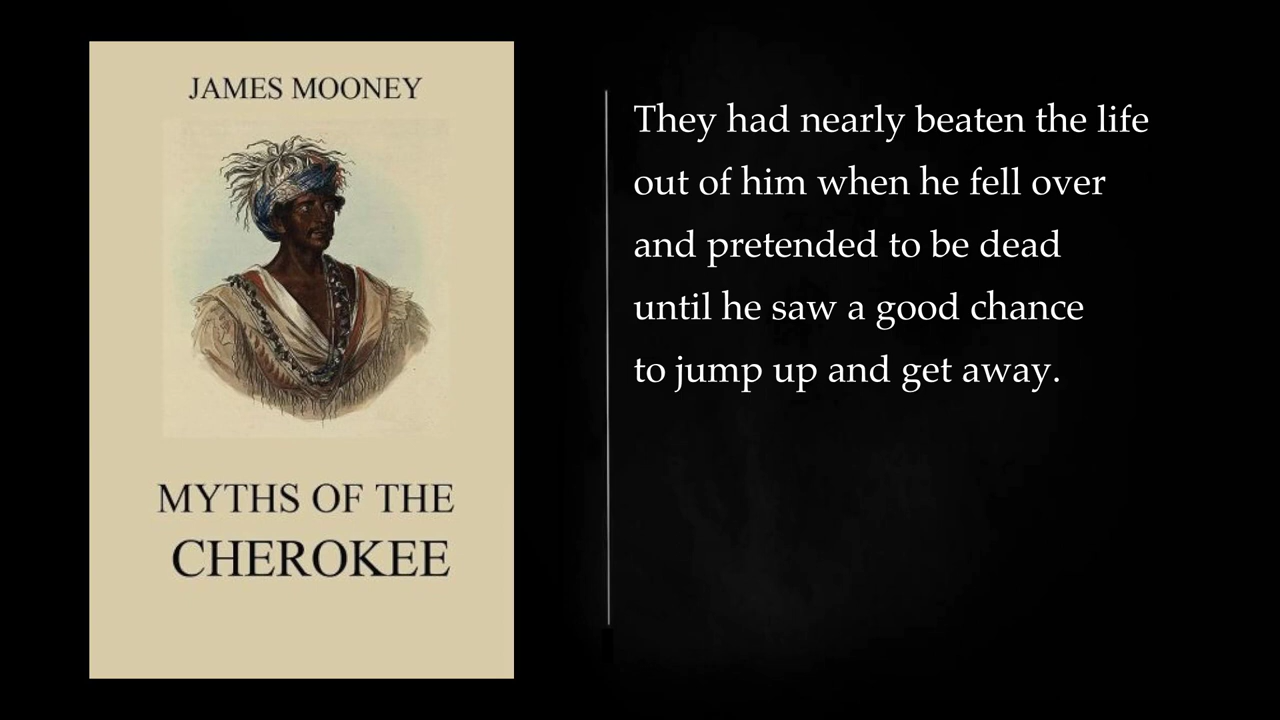 JAMES MOONEY
MYTHS OF THE
CHEROKEE
They had nearly beaten the life
out of him when he fell over
and pretended to be dead
until he saw a good chance
to jump up and get away.